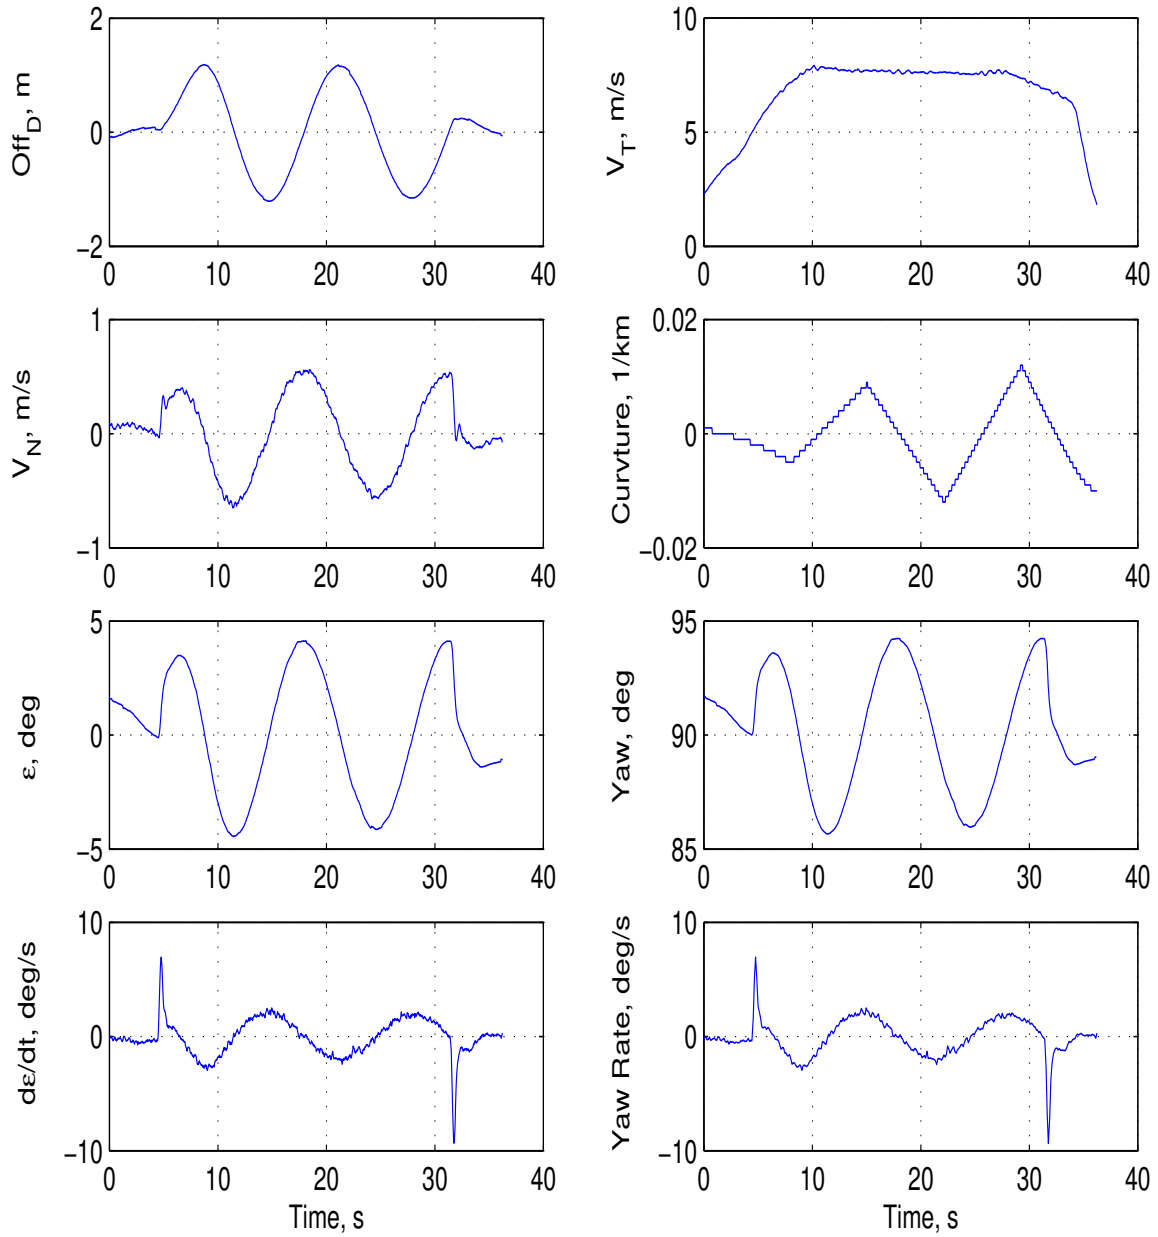 2
0
−2
Off_D, m
0 10 20 30 40
10
5
0
V_T, m/s
0 10 20 30 40
1
0
−1
V_N, m/s
0 10 20 30 40
0.02
0
−0.02
Curvture, 1/km
0 10 20 30 40
5
0
−5
ε, deg
0 10 20 30 40
95
90
85
Yaw, deg
0 10 20 30 40
10
0
−10
dε/dt, deg/s
0 10 20 30 40
Time, s
10
0
−10
Yaw Rate, deg/s
0 10 20 30 40
Time, s